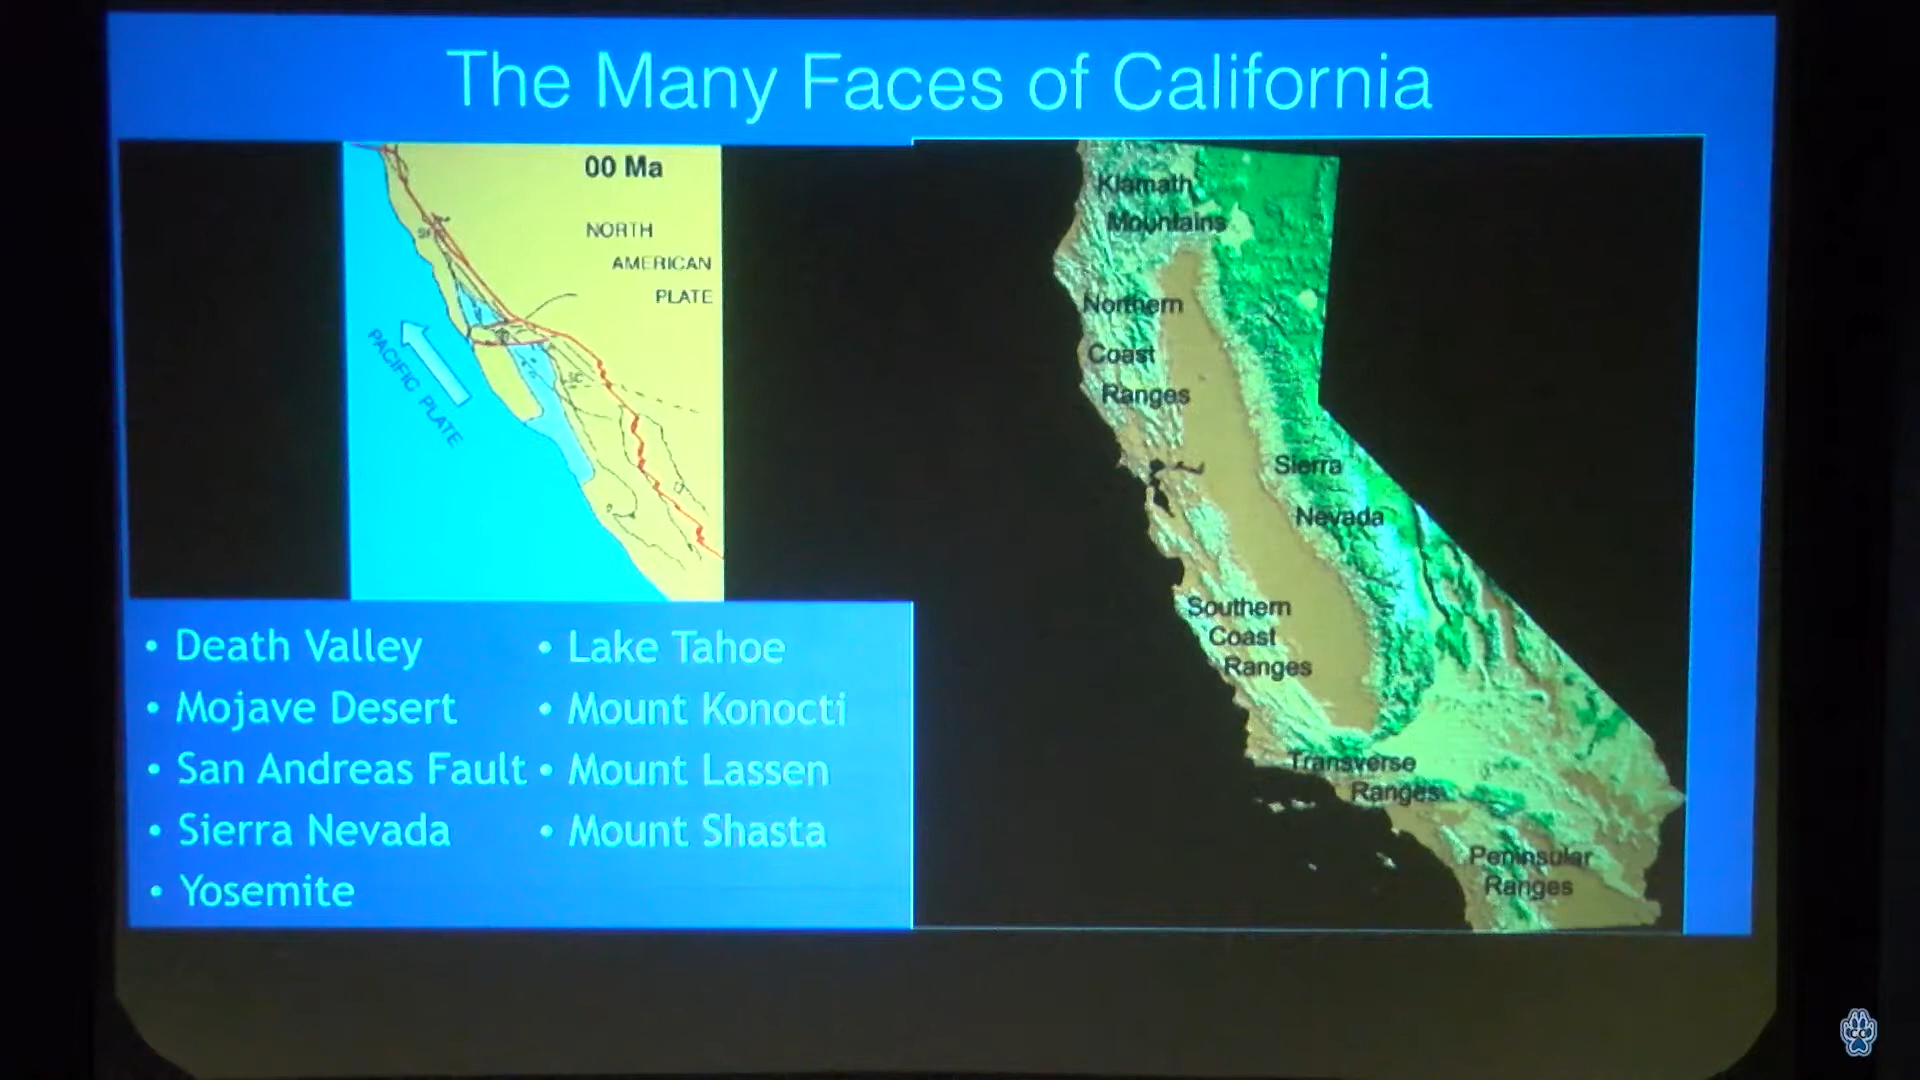 The Many Faces of California
00 Ma
NORTH
AMERICAN
PLATE
PACIFIC PLATE
Klamath
Mountains
Northern
Coast
Ranges
Sierra
Nevada
Southern
Coast
Ranges
Transverse
Ranges
Peninsular
Ranges
• Death Valley
• Mojave Desert
• San Andreas Fault
• Sierra Nevada
• Yosemite
• Lake Tahoe
• Mount Konocti
• Mount Lassen
• Mount Shasta